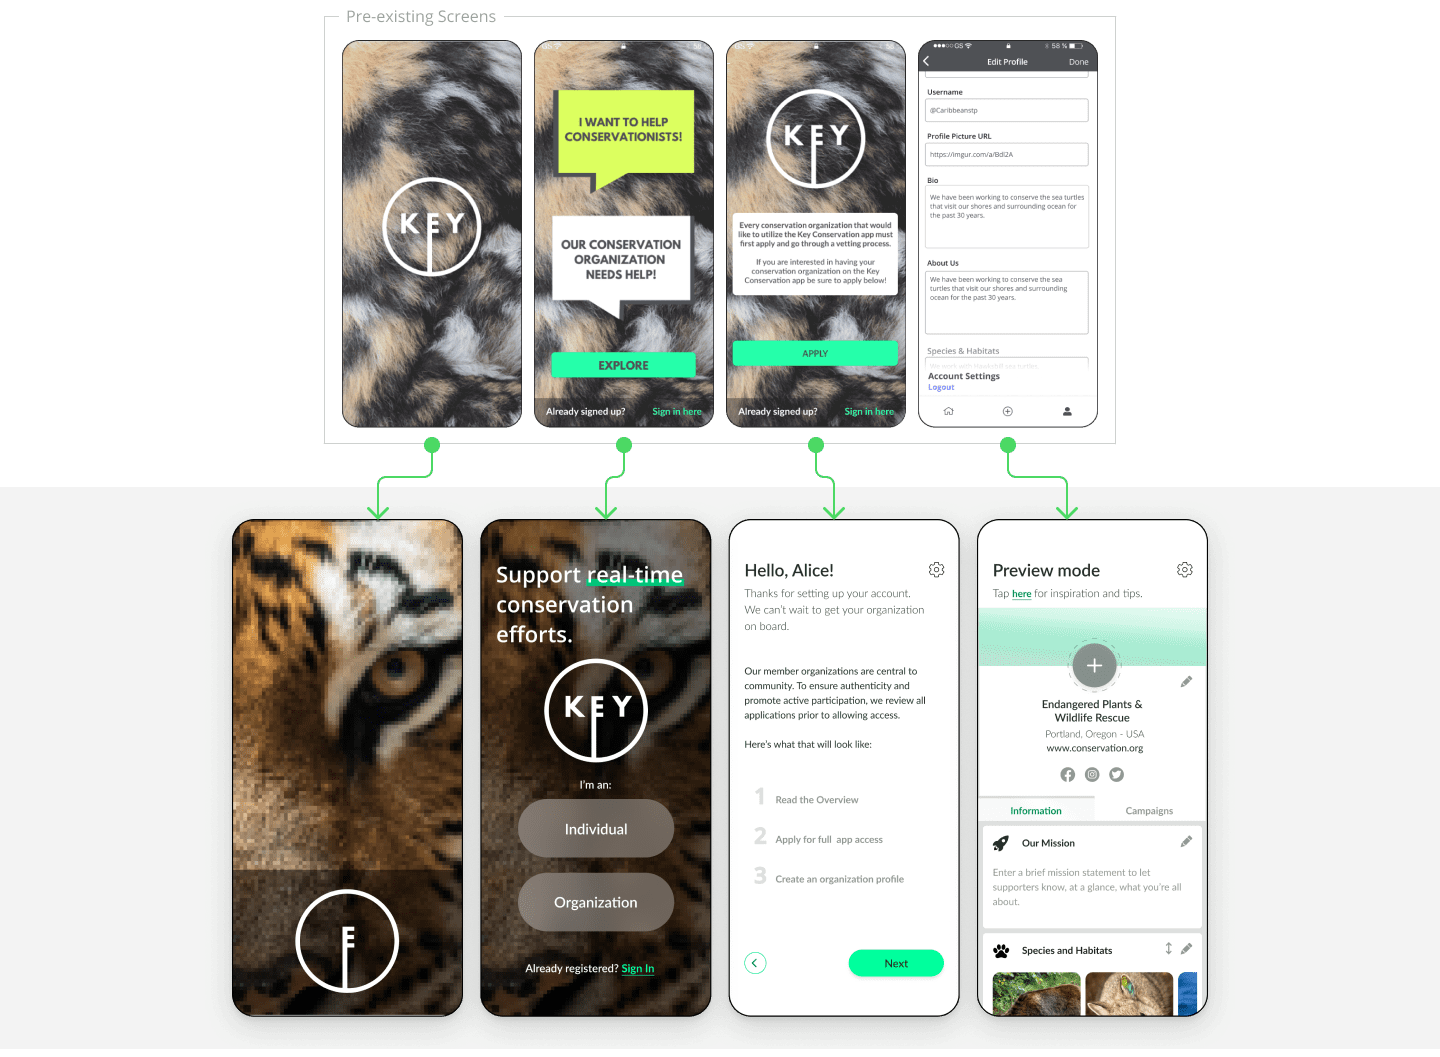 Pre-existing Screens
KEY
GS
58
I WANT TO HELP
CONSERVATIONISTS!
OUR CONSERVATION
ORGANIZATION
NEEDS HELP!
EXPLORE
Already signed up? Sign in here
GS
58
KEY
Every conservation organization that would
like to utilize the Key Conservation app must
first apply and go through a vetting process.
If you are interested in having your
conservation organization on the Key
Conservation app be sure to apply below!
APPLY
Already signed up? Sign in here
GS 58 %
Edit Profile Done
Username
@Caribbeanstp
Profile Picture URL
https://imgur.com/a/Bdl2A
Bio
We have been working to conserve the sea turtles
that visit our shores and surrounding ocean for
the past 30 years.
About Us
We have been working to conserve the sea
turtles that visit our shores and surrounding
ocean for the past 30 years.
Species & Habitats
We work with Hawksbill sea turtles.
Account Settings
Logout
E
Support real-time
conservation
efforts.
KEY
I'm an:
Individual
Organization
Already registered? Sign In
Hello, Alice!
Thanks for setting up your account.
We can't wait to get your organization
on board.
Our member organizations are central to
community. To ensure authenticity and
promote active participation, we review all
applications prior to allowing access.
Here's what that will look like:
1 Read the Overview
2 Apply for full app access
3 Create an organization profile
Next
Preview mode
Tap here for inspiration and tips.
Endangered Plants &
Wildlife Rescue
Portland, Oregon - USA
www.conservation.org
Information Campaigns
Our Mission
Enter a brief mission statement to let
supporters know, at a glance, what you're all
about.
Species and Habitats